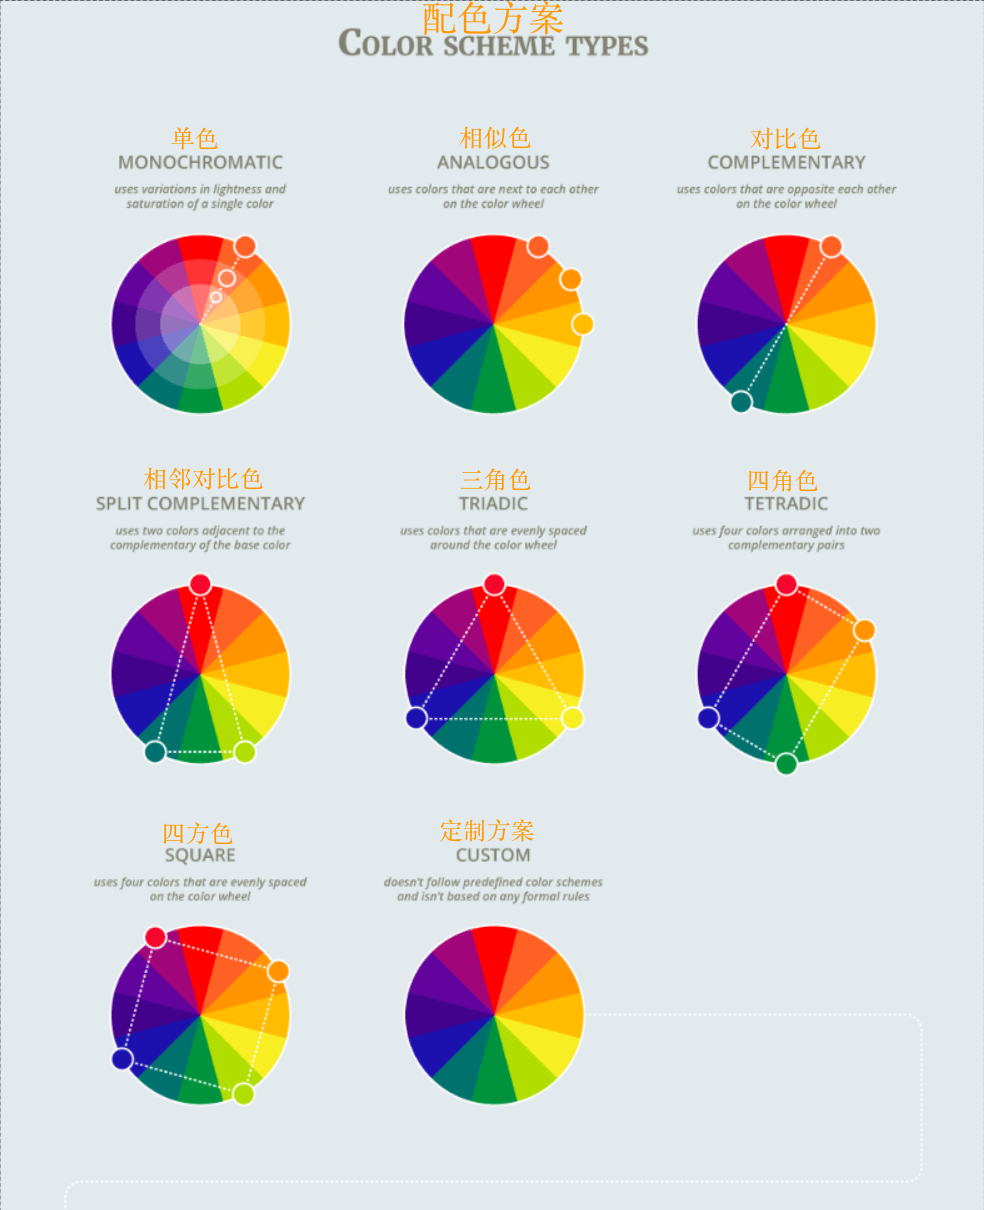 配色方案
COLOR SCHEME TYPES
单色
MONOCHROMATIC
uses variations in lightness and
saturation of a single color
相似色
ANALOGOUS
uses colors that are next to each other
on the color wheel
对比色
COMPLEMENTARY
uses colors that are opposite each other
on the color wheel
相邻对比色
SPLIT COMPLEMENTARY
uses two colors adjacent to the
complementary of the base color
三角色
TRIADIC
uses colors that are evenly spaced
around the color wheel
四角色
TETRADIC
uses four colors arranged into two
complementary pairs
四方色
SQUARE
uses four colors that are evenly spaced
on the color wheel
定制方案
CUSTOM
doesn't follow predefined color schemes
and isn't based on any formal rules